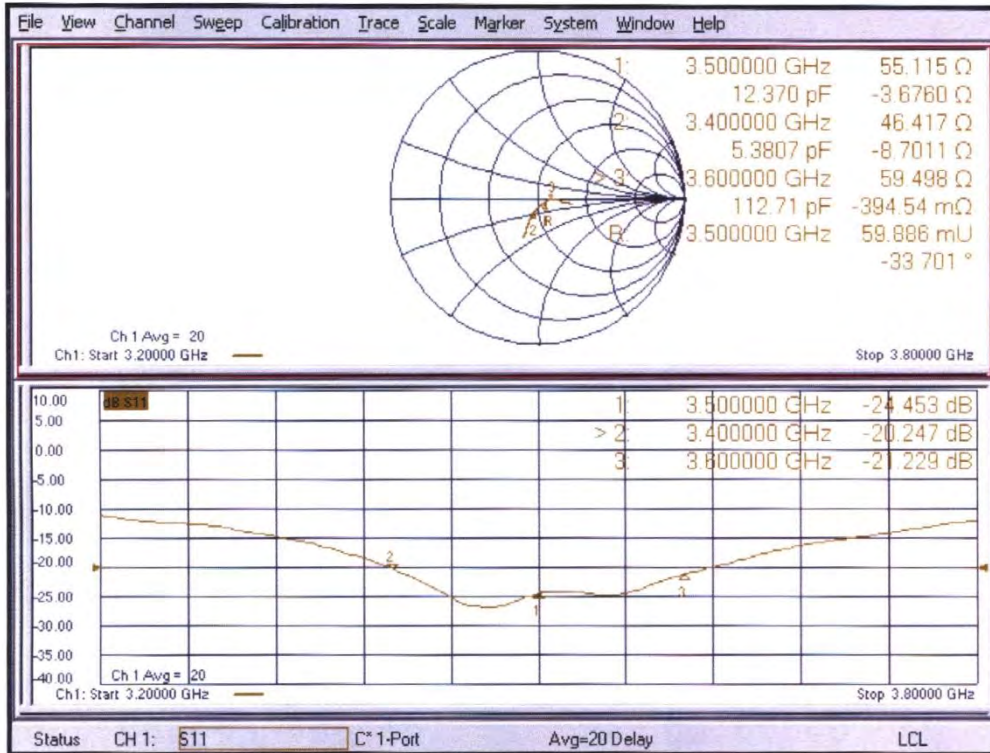 File View Channel Sweep Calibration Trace Scale Marker System Window Help
1: 3.500000 GHz 55.115 Ω
12.370 pF -3.6760 Ω
2: 3.400000 GHz 46.417 Ω
5.3807 pF -8.7011 Ω
> 3: 3.600000 GHz 59.498 Ω
112.71 pF -394.54 mΩ
R: 3.500000 GHz 59.886 mU
-33.701 °
3
R
2
Ch 1 Avg = 20
Ch1: Start 3.20000 GHz
Stop 3.80000 GHz
10.00 dB S11 1: 3.500000 GHz -24.453 dB
5.00
0.00 > 2: 3.400000 GHz -20.247 dB
-5.00 3: 3.600000 GHz -21.229 dB
-10.00
-15.00
-20.00 2
-25.00 1 3
-30.00
-35.00
-40.00 Ch 1 Avg = 20
Ch1: Start 3.20000 GHz
Stop 3.80000 GHz
Status CH 1: S11 C* 1-Port Avg=20 Delay LCL